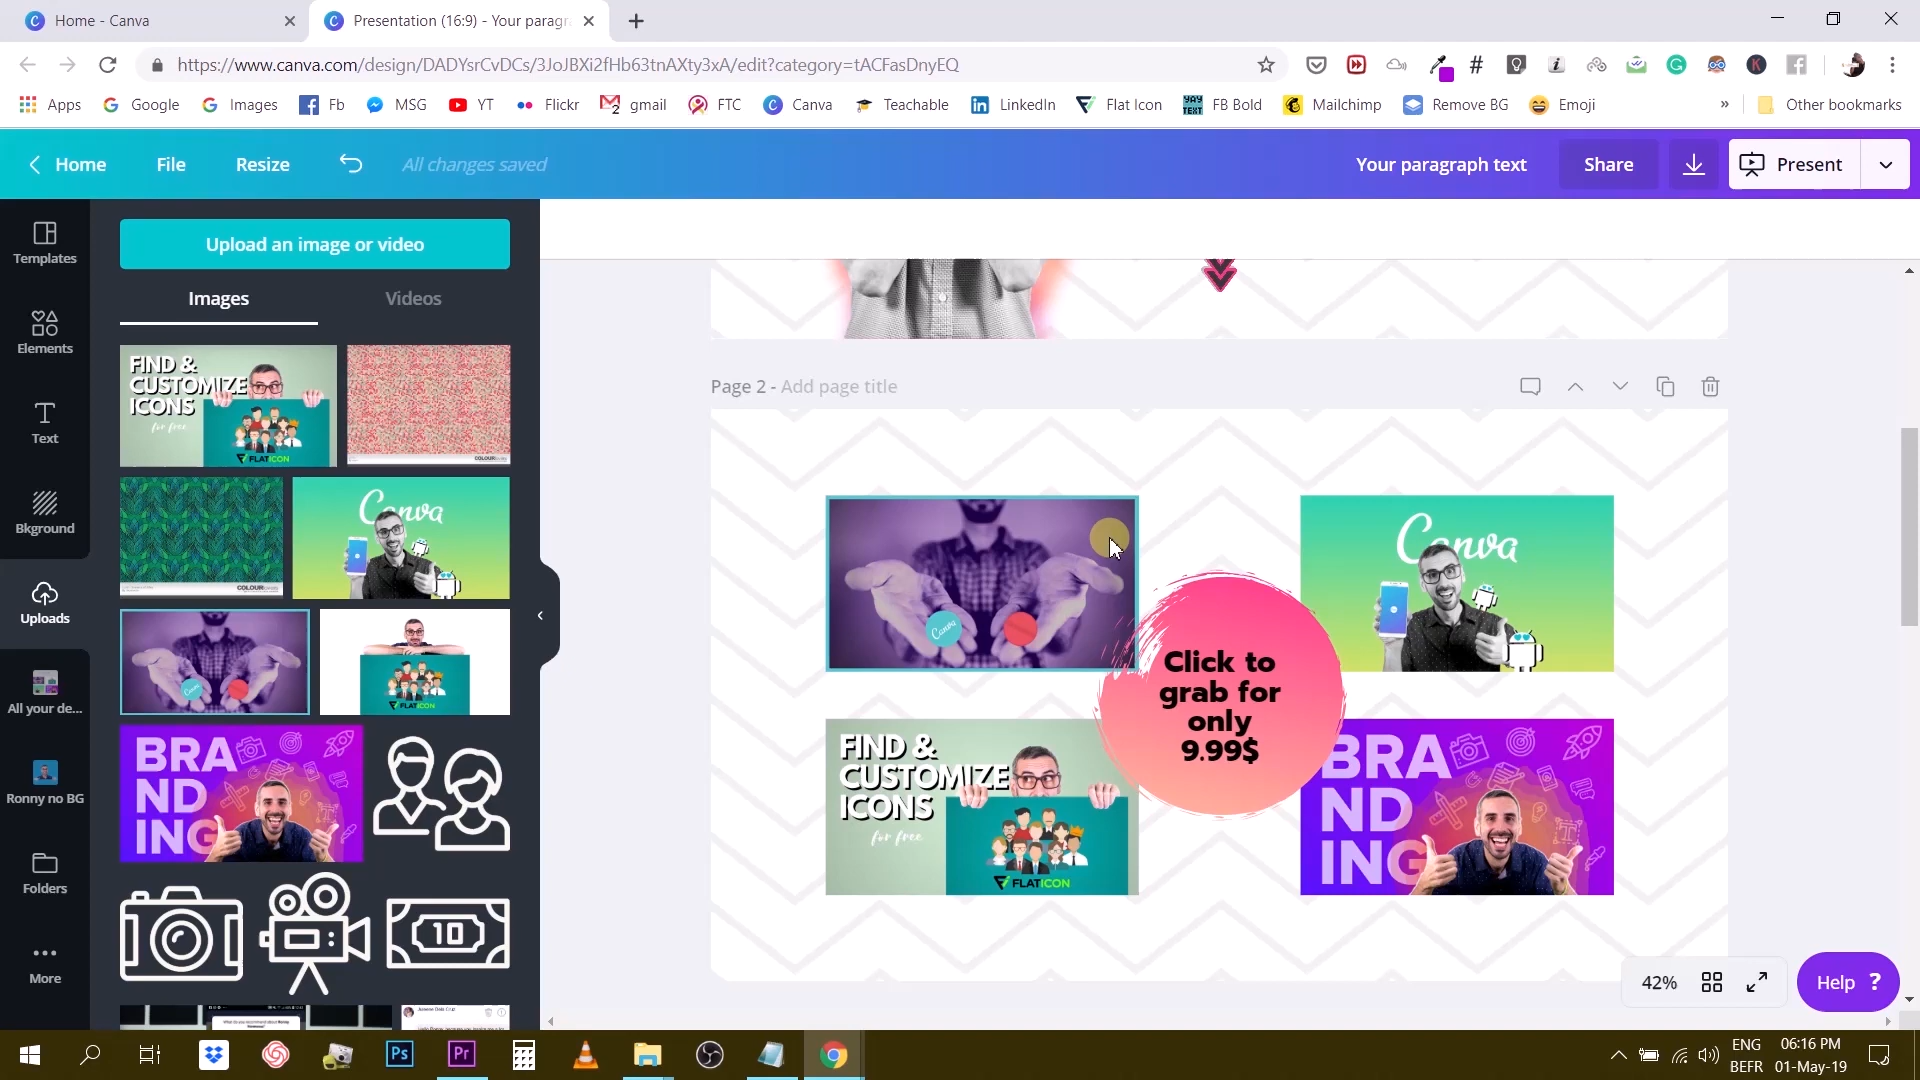 Home - Canva
Presentation (16:9) - Your paragr
https://www.canva.com/design/DADYsrCvDCs/3JoJBXi2fHb63tnAXty3xA/edit?category=tACFasDnyEQ
Apps
Google
Images
Fb
MSG
YT
Flickr
gmail
FTC
Canva
Teachable
LinkedIn
Flat Icon
FB Bold
Mailchimp
Remove BG
Emoji
»
Other bookmarks
Home
File
Resize
All changes saved
Your paragraph text
Share
Present
Templates
Elements
Text
Bkground
Uploads
All your de...
Ronny no BG
Folders
More
Upload an image or video
Images
Videos
FIND &
CUSTOMIZE
ICONS
for free
FLATICON
Canva
Canva
FLATICON
BRA
ND
ING
10
Page 2 - Add page title
Canva
Canva
Click to
grab for
only
9.99$
FIND &
CUSTOMIZE
ICONS
for free
FLATICON
BRA
ND
ING
42%
Help ?
Ps
Pr
ENG
BEFR
06:16 PM
01-May-19